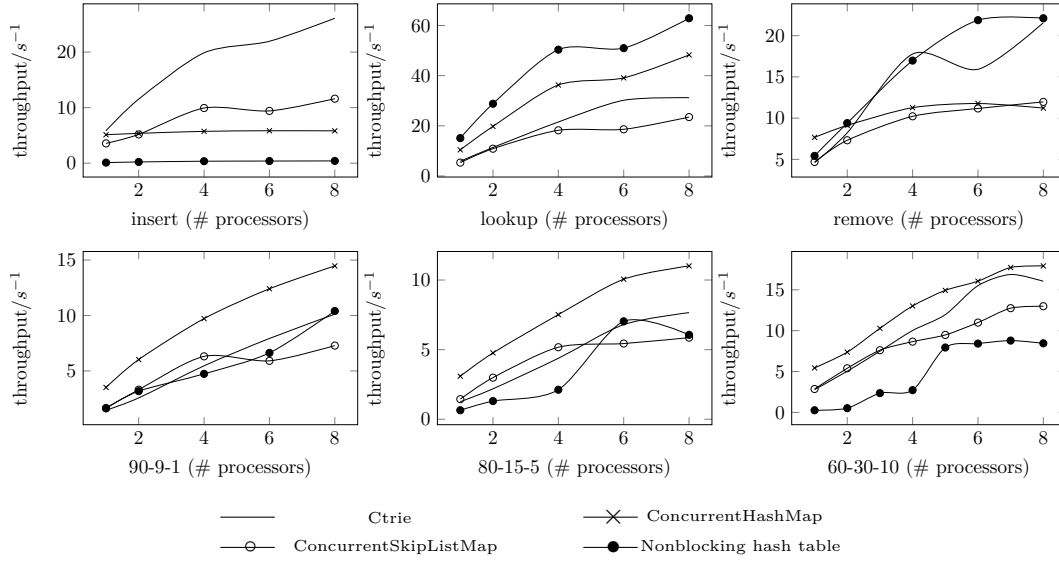 20
10
0
throughput/s⁻¹
2 4 6 8
insert (# processors)
60
40
20
0
throughput/s⁻¹
2 4 6 8
lookup (# processors)
20
15
10
5
throughput/s⁻¹
2 4 6 8
remove (# processors)
15
10
5
throughput/s⁻¹
2 4 6 8
90-9-1 (# processors)
10
5
0
throughput/s⁻¹
2 4 6 8
80-15-5 (# processors)
15
10
5
0
throughput/s⁻¹
2 4 6 8
60-30-10 (# processors)
Ctrie ConcurrentHashMap
ConcurrentSkipListMap Nonblocking hash table